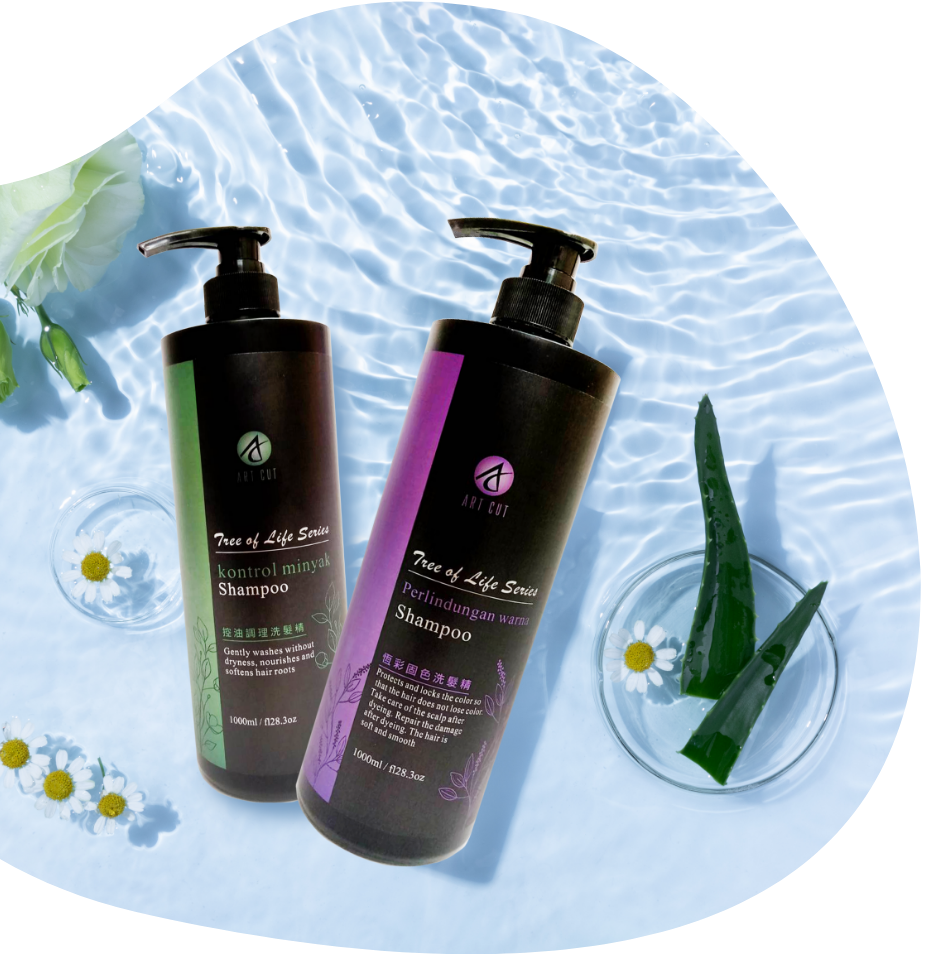 ART CUT
Tree of Life Series
kontrol minyak
Shampoo
控油調理洗髮精
Gently washes without
dryness, nourishes and
softens hair roots
1000ml / fl28.3oz
ART CUT
Tree of Life Series
Perlindungan warna
Shampoo
恆彩固色洗髮精
Protects and locks the color so
that the hair does not lose color.
Take care of the scalp after
dyeing. Repair the damage
after dyeing. The hair is
soft and smooth
1000ml / fl28.3oz